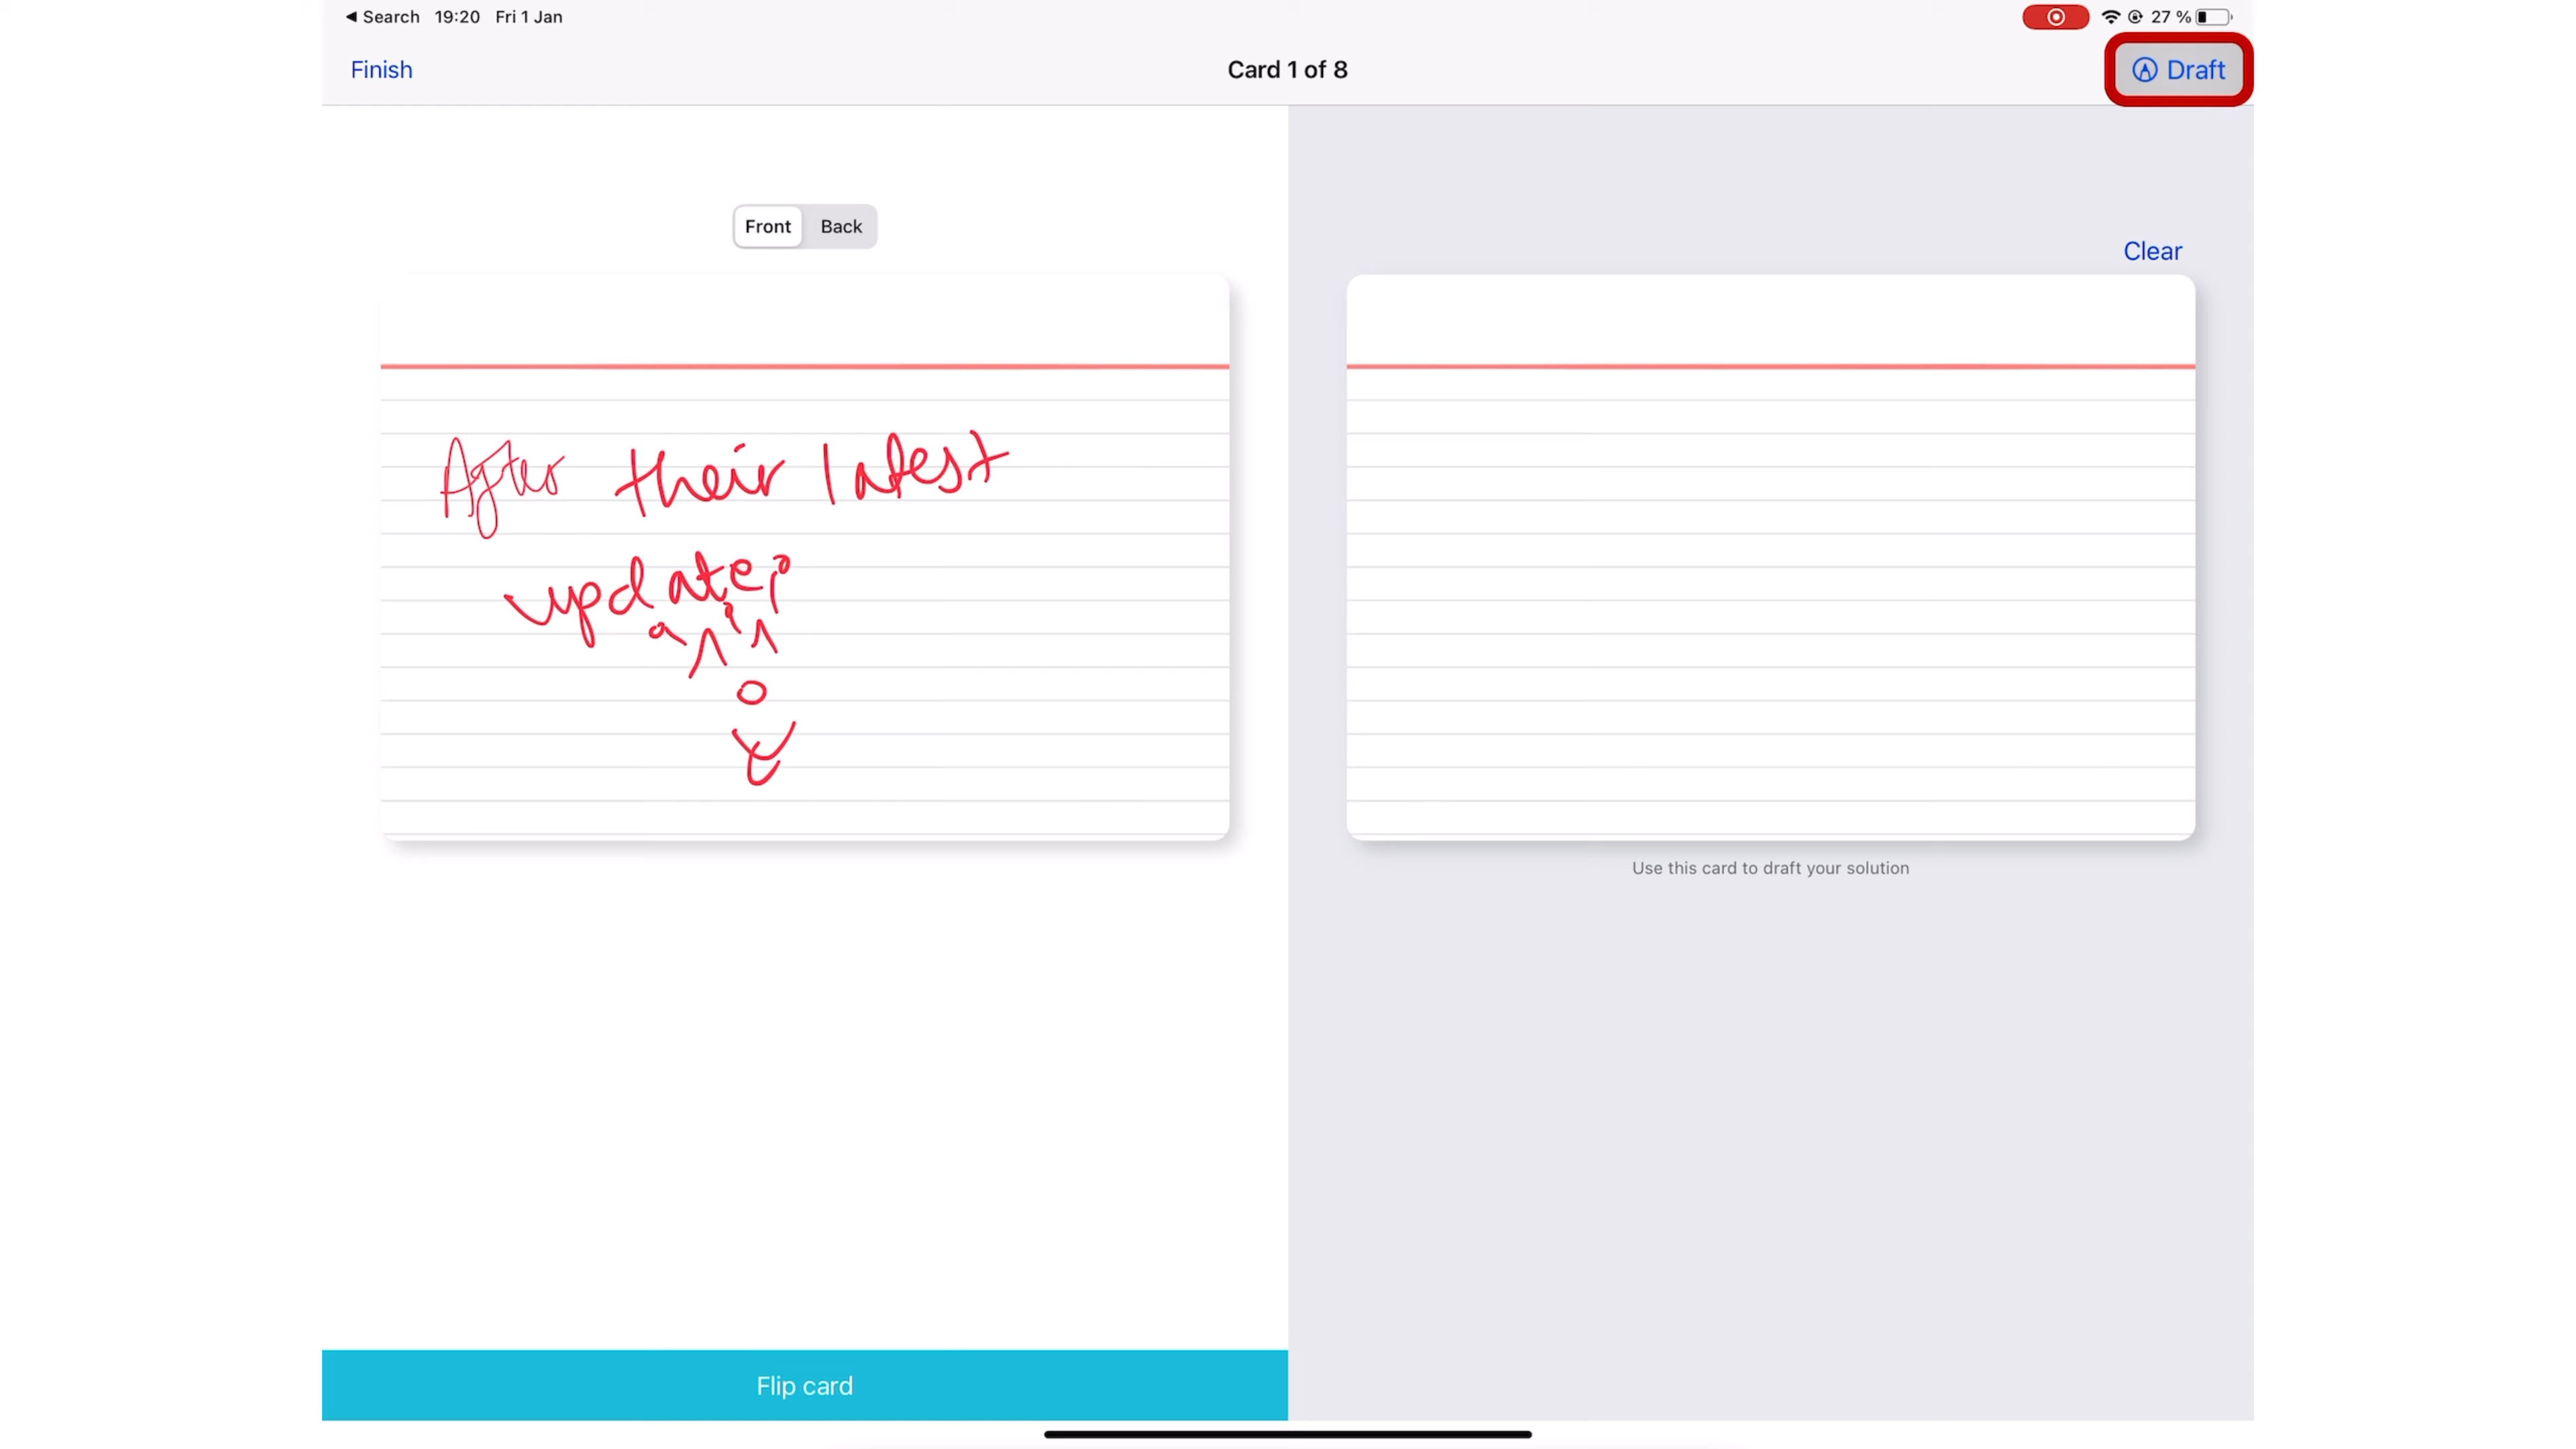 Search 19:20 Fri 1 Jan 27 %
Finish Card 1 of 8 Draft
Front Back
Clear
After their latest
update
Use this card to draft your solution
Flip card